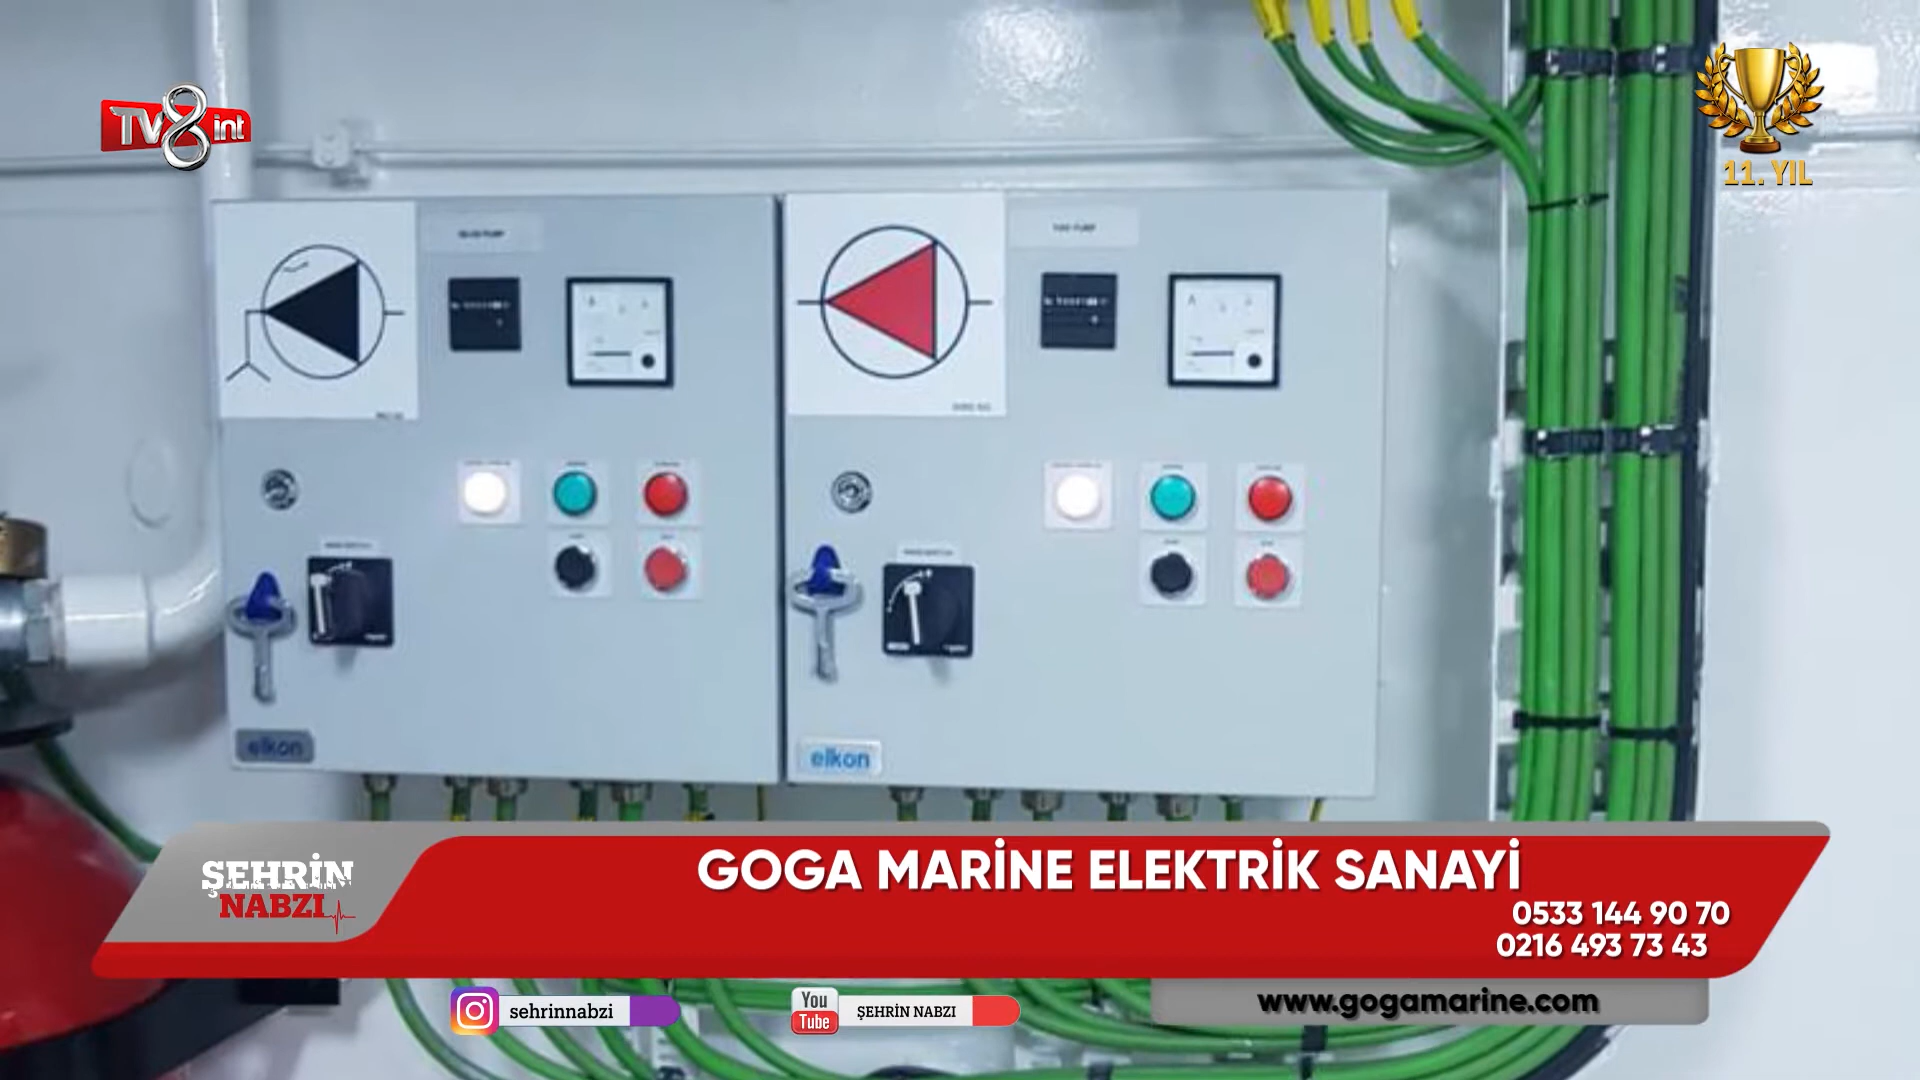 TV8int
11. YIL
elkon
elkon
ŞEHRİN
NABZI
GOGA MARİNE ELEKTRİK SANAYİ
0533 144 90 70
0216 493 73 43
sehrinnabzi
You
Tube
ŞEHRİN NABZI
www.gogamarine.com